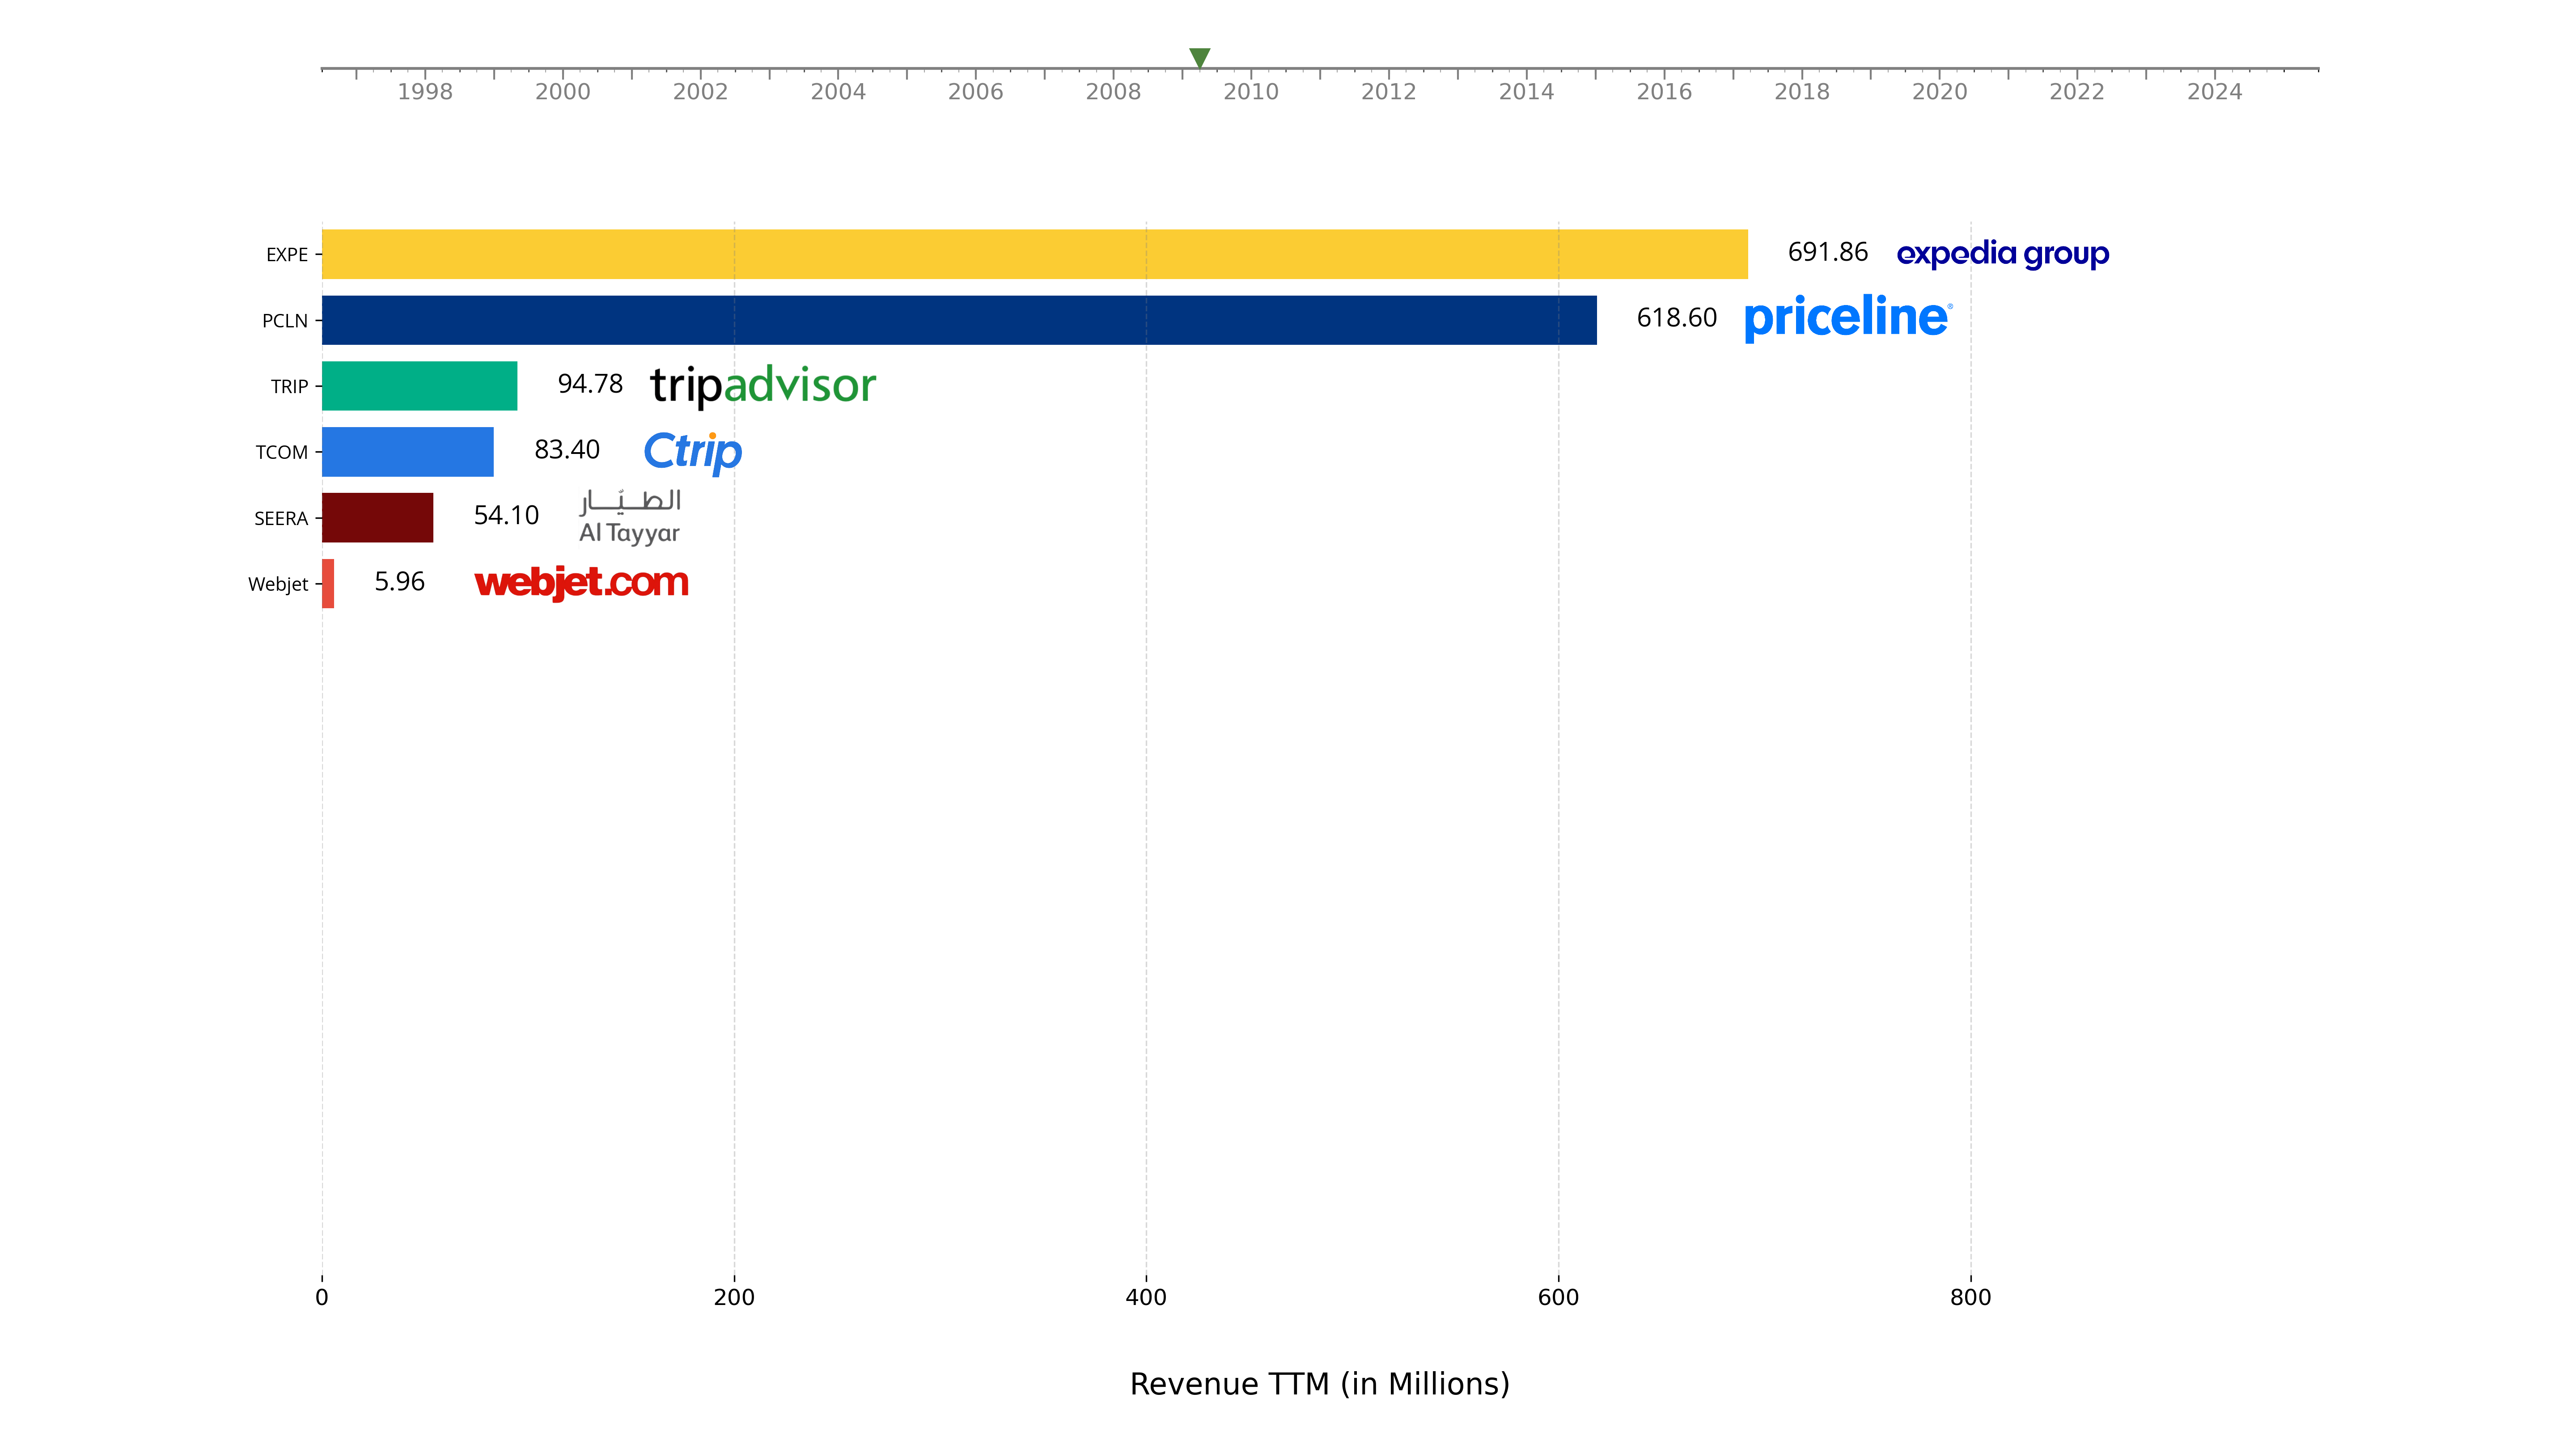 1998 2000 2002 2004 2006 2008 2010 2012 2014 2016 2018 2020 2022 2024
EXPE 691.86 expedia group
PCLN 618.60 priceline®
TRIP 94.78 tripadvisor
TCOM 83.40 Ctrip
SEERA 54.10 الطيّار
Al Tayyar
Webjet 5.96 webjet.com
0 200 400 600 800
Revenue TTM (in Millions)